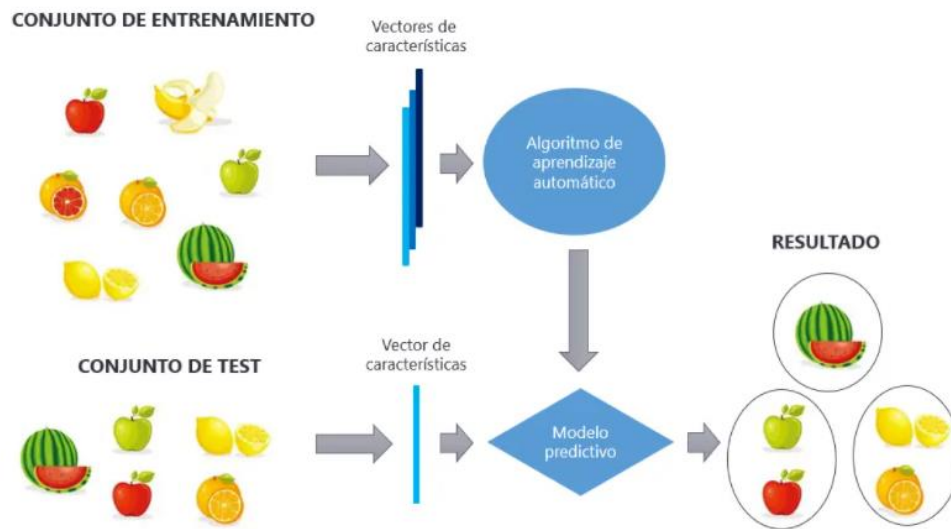 CONJUNTO DE ENTRENAMIENTO
Vectores de
características
Algoritmo de
aprendizaje
automático
RESULTADO
CONJUNTO DE TEST
Vector de
características
Modelo
predictivo